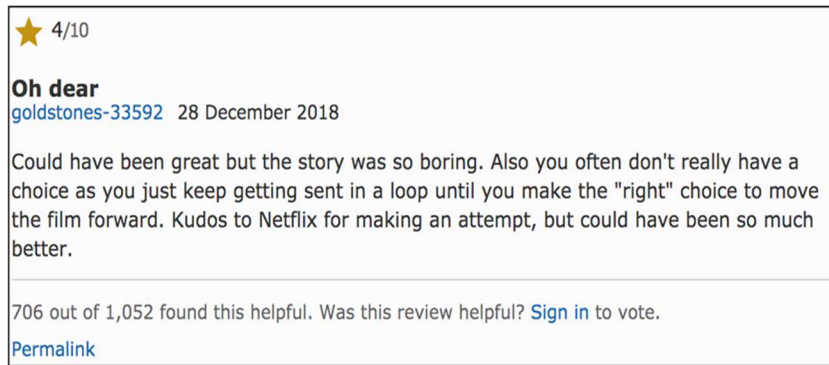 4/10
Oh dear
goldstones-33592 28 December 2018
Could have been great but the story was so boring. Also you often don't really have a
choice as you just keep getting sent in a loop until you make the "right" choice to move
the film forward. Kudos to Netflix for making an attempt, but could have been so much
better.
706 out of 1,052 found this helpful. Was this review helpful? Sign in to vote.
Permalink